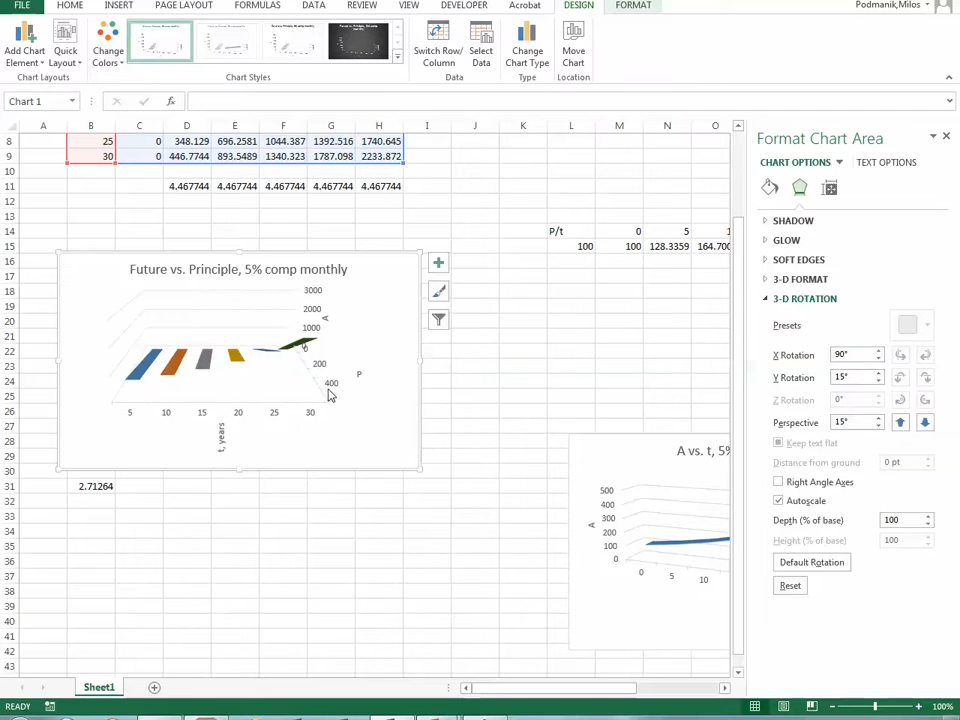 FILE HOME INSERT PAGE LAYOUT FORMULAS DATA REVIEW VIEW DEVELOPER Acrobat DESIGN FORMAT Podmanik,Milos
Add Chart Element Quick Layout Change Colors Switch Row/ Column Select Data Change Chart Type Move Chart
Chart Layouts Chart Styles Data Type Location
Chart 1 fx
A B C D E F G H I J K L M N O
8 25 0 348.129 696.2581 1044.387 1392.516 1740.645
9 30 0 446.7744 893.5489 1340.323 1787.098 2233.872
10
11 4.467744 4.467744 4.467744 4.467744 4.467744
12
13
14 P/t 0 5 1
15 100 100 128.3359 164.700
16
17
18
19
20
21
22
23
24
25
26
27
28
29
30
31 2.71264
32
33
34
35
36
37
38
39
40
41
42
43
Future vs. Principle, 5% comp monthly
3000
2000
1000
0
A
0
200
400
P
5 10 15 20 25 30
t, years
A vs. t, 5%
500
400
300
200
100
0
A
0 5 10
Format Chart Area
CHART OPTIONS TEXT OPTIONS
SHADOW
GLOW
SOFT EDGES
3-D FORMAT
3-D ROTATION
Presets
X Rotation 90°
Y Rotation 15°
Z Rotation 0°
Perspective 15°
Keep text flat
Distance from ground 0 pt
Right Angle Axes
Autoscale
Depth (% of base) 100
Height (% of base) 100
Default Rotation
Reset
Sheet1
READY 100%